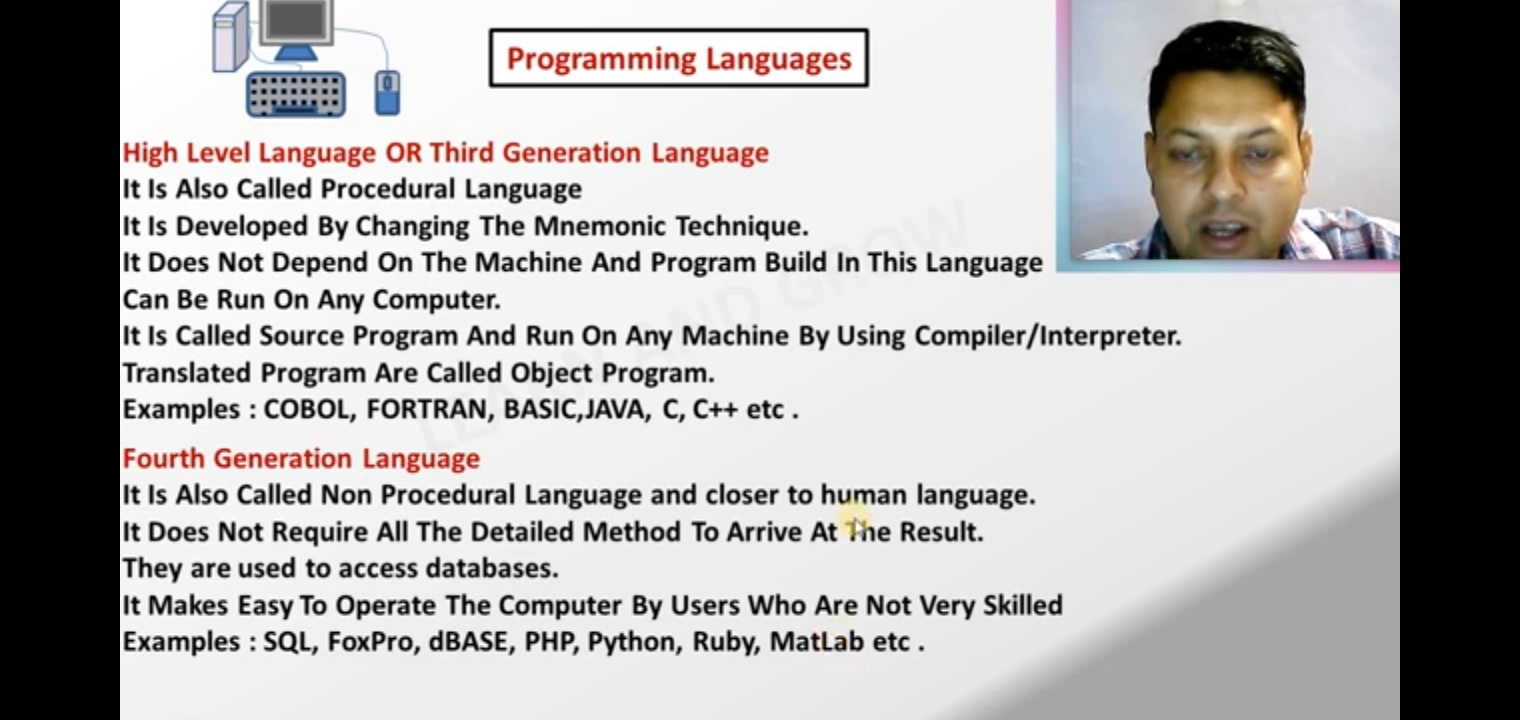 Programming Languages
High Level Language OR Third Generation Language
It Is Also Called Procedural Language
It Is Developed By Changing The Mnemonic Technique.
It Does Not Depend On The Machine And Program Build In This Language
Can Be Run On Any Computer.
It Is Called Source Program And Run On Any Machine By Using Compiler/Interpreter.
Translated Program Are Called Object Program.
Examples : COBOL, FORTRAN, BASIC,JAVA, C, C++ etc .
Fourth Generation Language
It Is Also Called Non Procedural Language and closer to human language.
It Does Not Require All The Detailed Method To Arrive At The Result.
They are used to access databases.
It Makes Easy To Operate The Computer By Users Who Are Not Very Skilled
Examples : SQL, FoxPro, dBASE, PHP, Python, Ruby, MatLab etc .
LEARN AND GROW